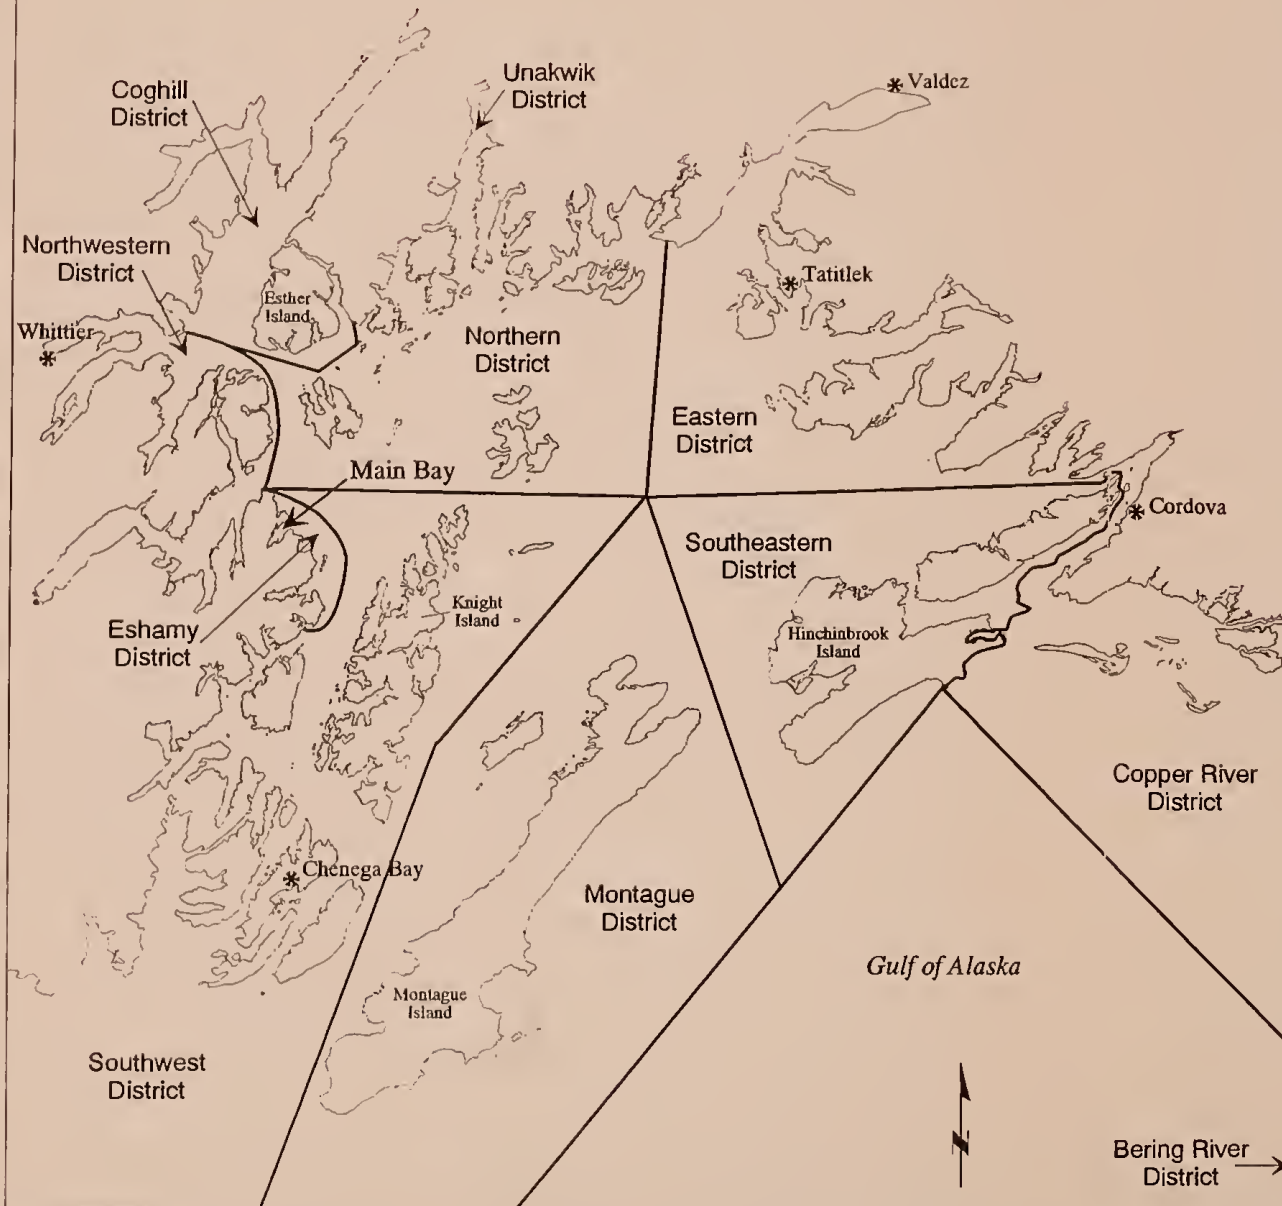 Coghill
District
Unakwik
District
Valdez
Northwestern
District
Esther
Island
Tatitlek
Whittier
Northern
District
Eastern
District
Main Bay
Cordova
Southeastern
District
Knight
Island
Eshamy
District
Hinchinbrook
Island
Copper River
District
Chenega Bay
Montague
District
Gulf of Alaska
Montague
Island
Southwest
District
N
Bering River
District